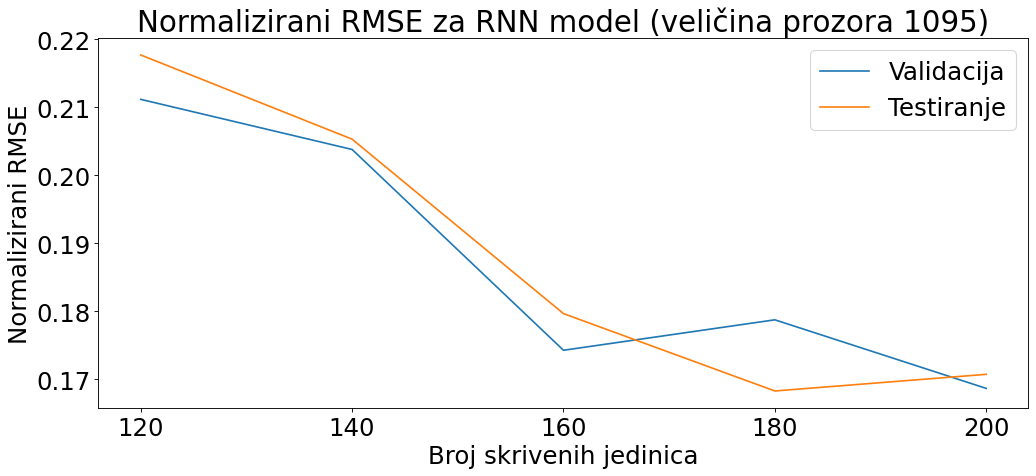 Normalizirani RMSE za RNN model (veličina prozora 1095)
Validacija
Testiranje
Normalizirani RMSE
0.22
0.21
0.20
0.19
0.18
0.17
120 140 160 180 200
Broj skrivenih jedinica